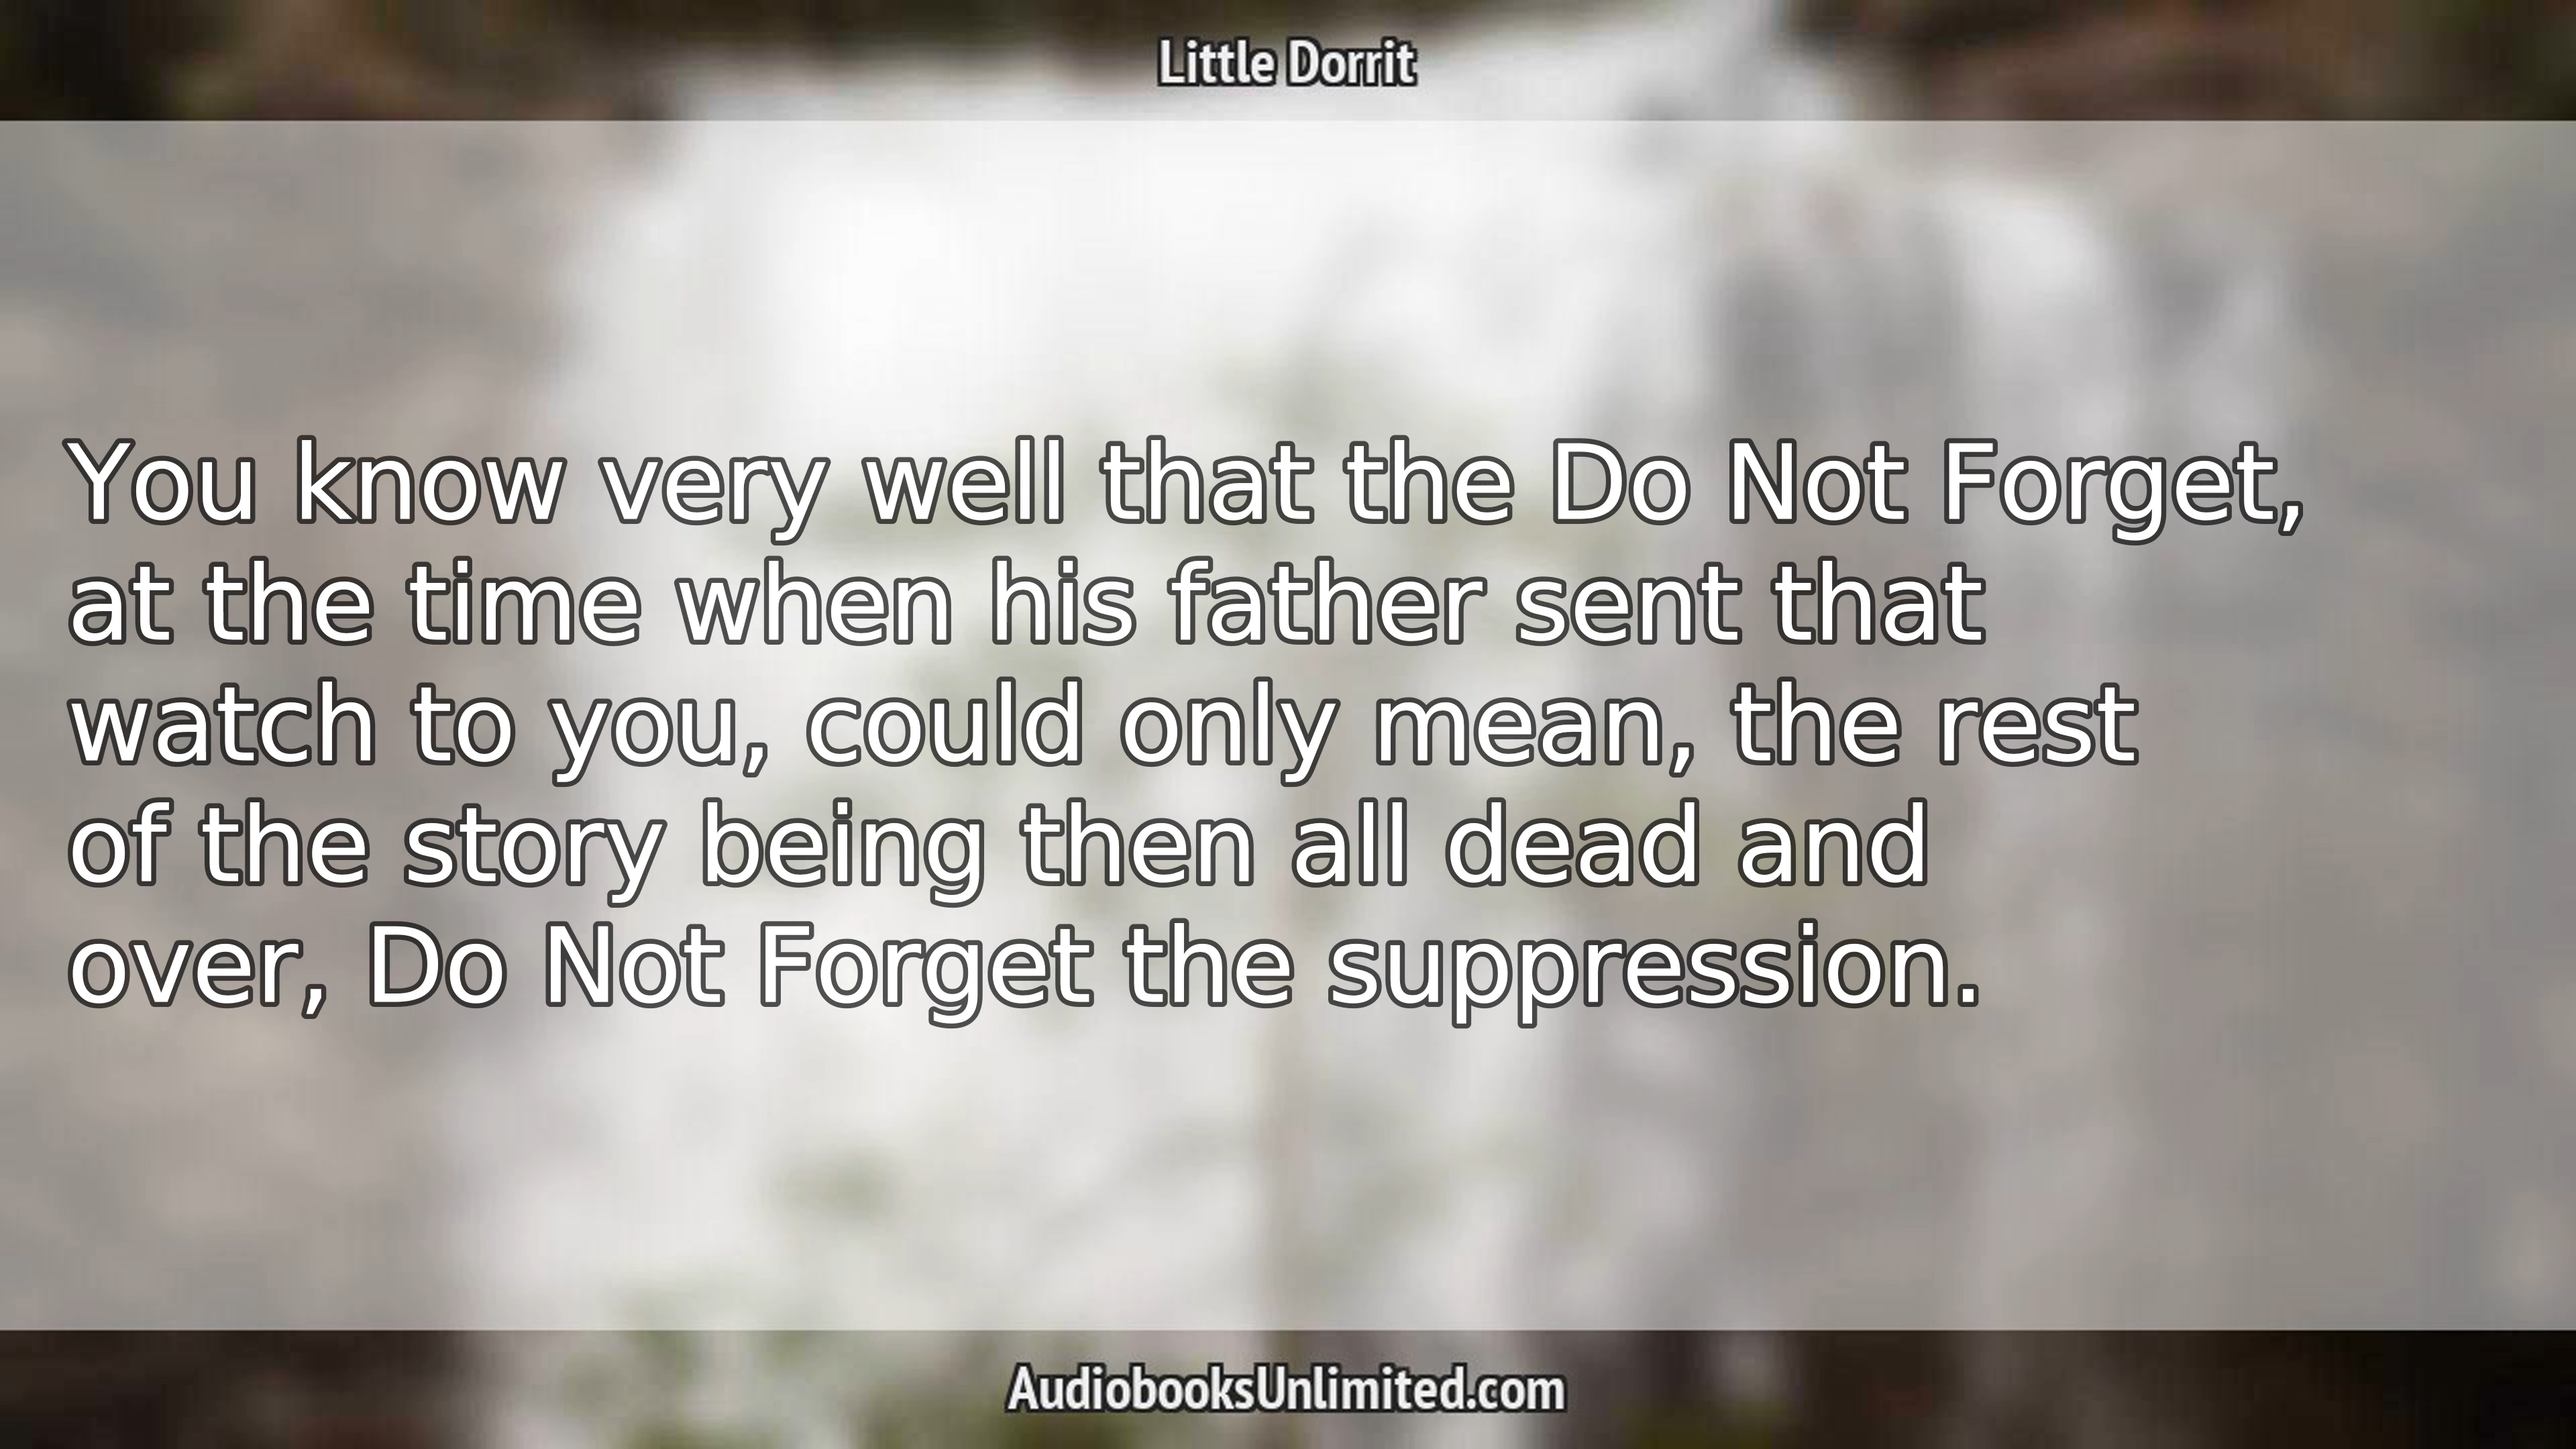 Little Dorrit
You know very well that the Do Not Forget,
at the time when his father sent that
watch to you, could only mean, the rest
of the story being then all dead and
over, Do Not Forget the suppression.
AudiobooksUnlimited.com